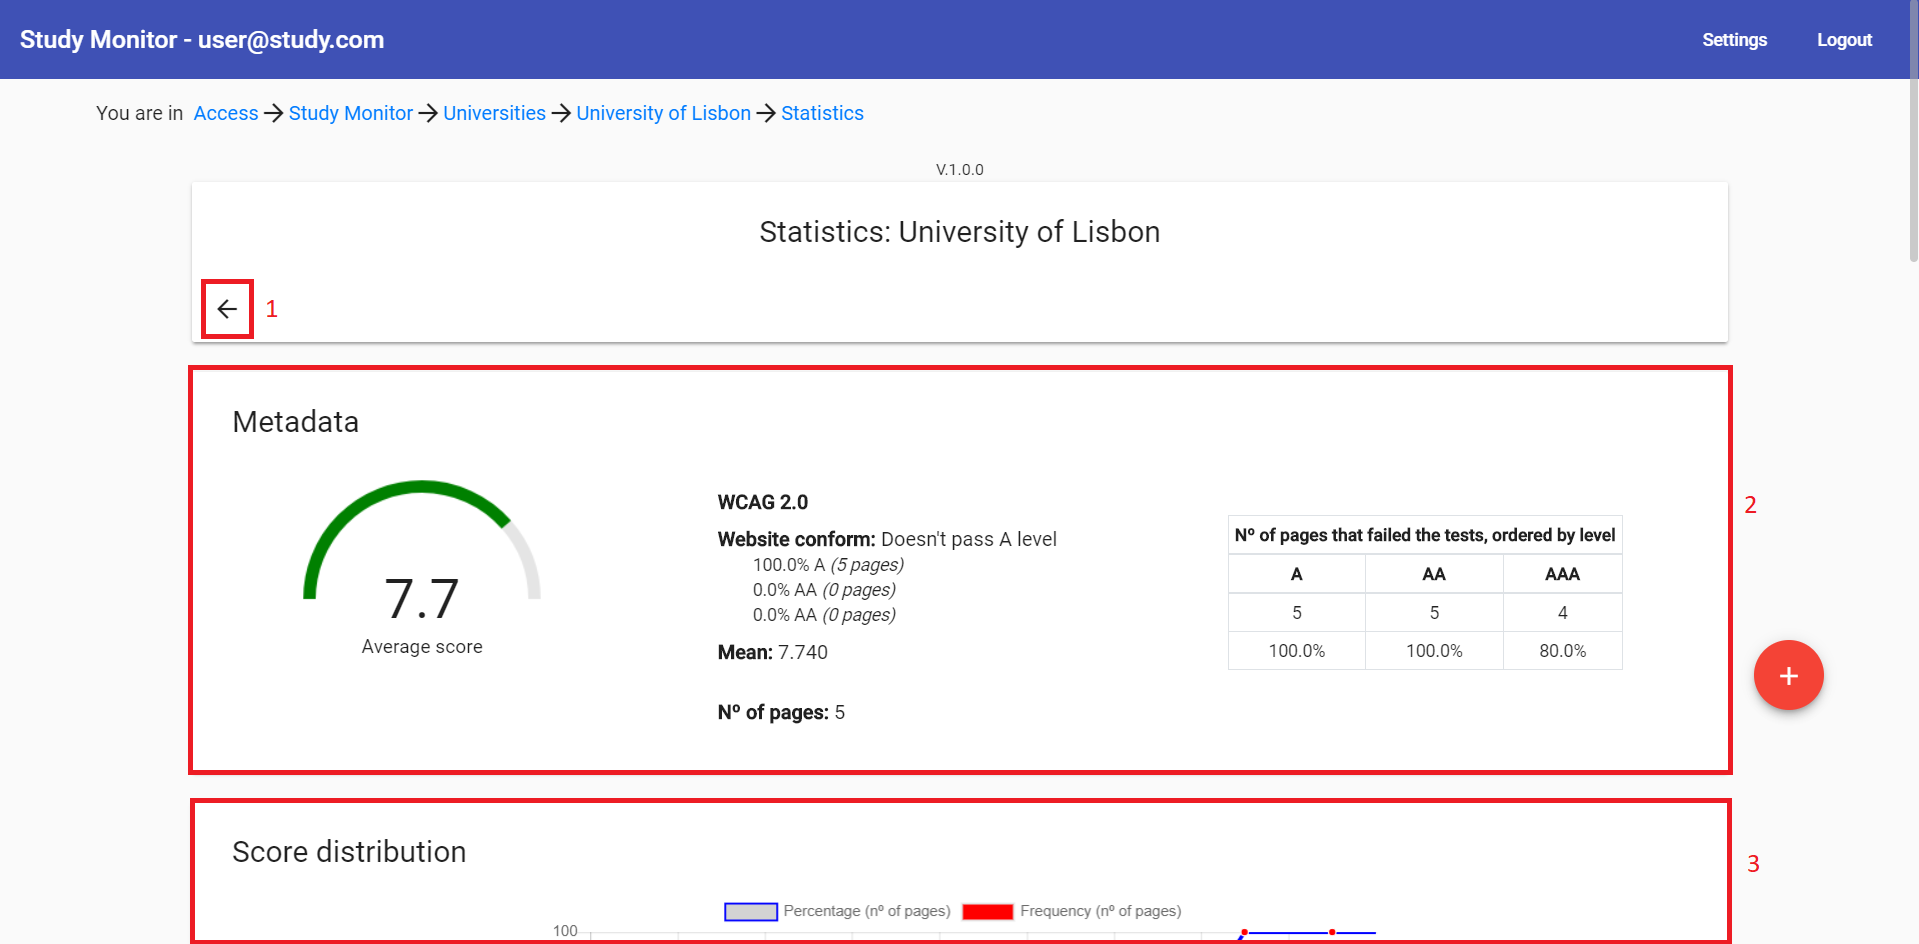 Study Monitor - user@study.com
Settings
Logout
You are in Access → Study Monitor → Universities → University of Lisbon → Statistics
V.1.0.0
Statistics: University of Lisbon
1
Metadata
7.7
Average score
WCAG 2.0
Website conform: Doesn't pass A level
100.0% A (5 pages)
0.0% AA (0 pages)
0.0% AA (0 pages)
Mean: 7.740
Nº of pages: 5
Nº of pages that failed the tests, ordered by level
A AA AAA
5 5 4
100.0% 100.0% 80.0%
2
+
Score distribution
3
Percentage (nº of pages) Frequency (nº of pages)
100